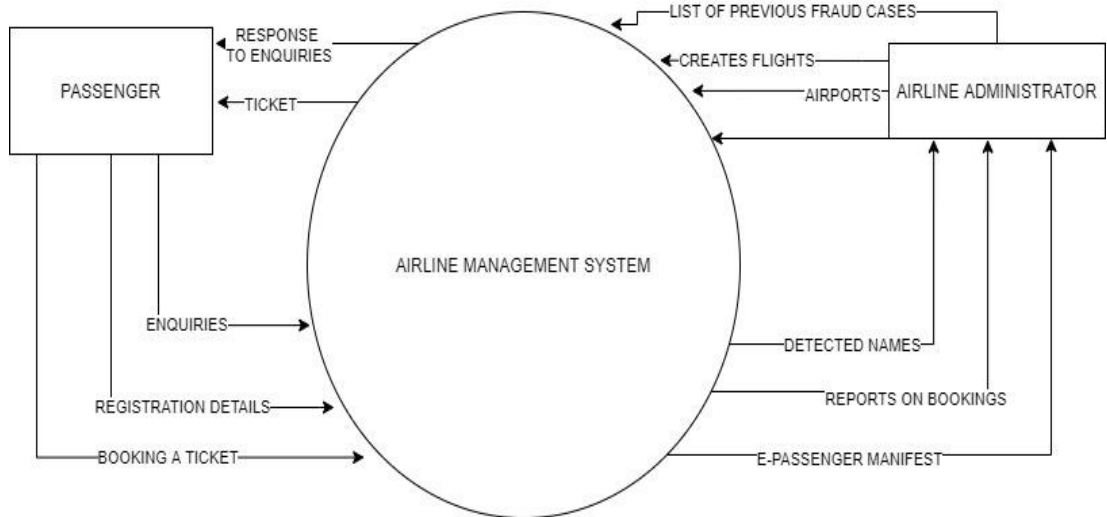 LIST OF PREVIOUS FRAUD CASES
RESPONSE
TO ENQUIRIES
CREATES FLIGHTS
PASSENGER
AIRPORTS
AIRLINE ADMINISTRATOR
TICKET
AIRLINE MANAGEMENT SYSTEM
ENQUIRIES
DETECTED NAMES
REGISTRATION DETAILS
REPORTS ON BOOKINGS
BOOKING A TICKET
E-PASSENGER MANIFEST